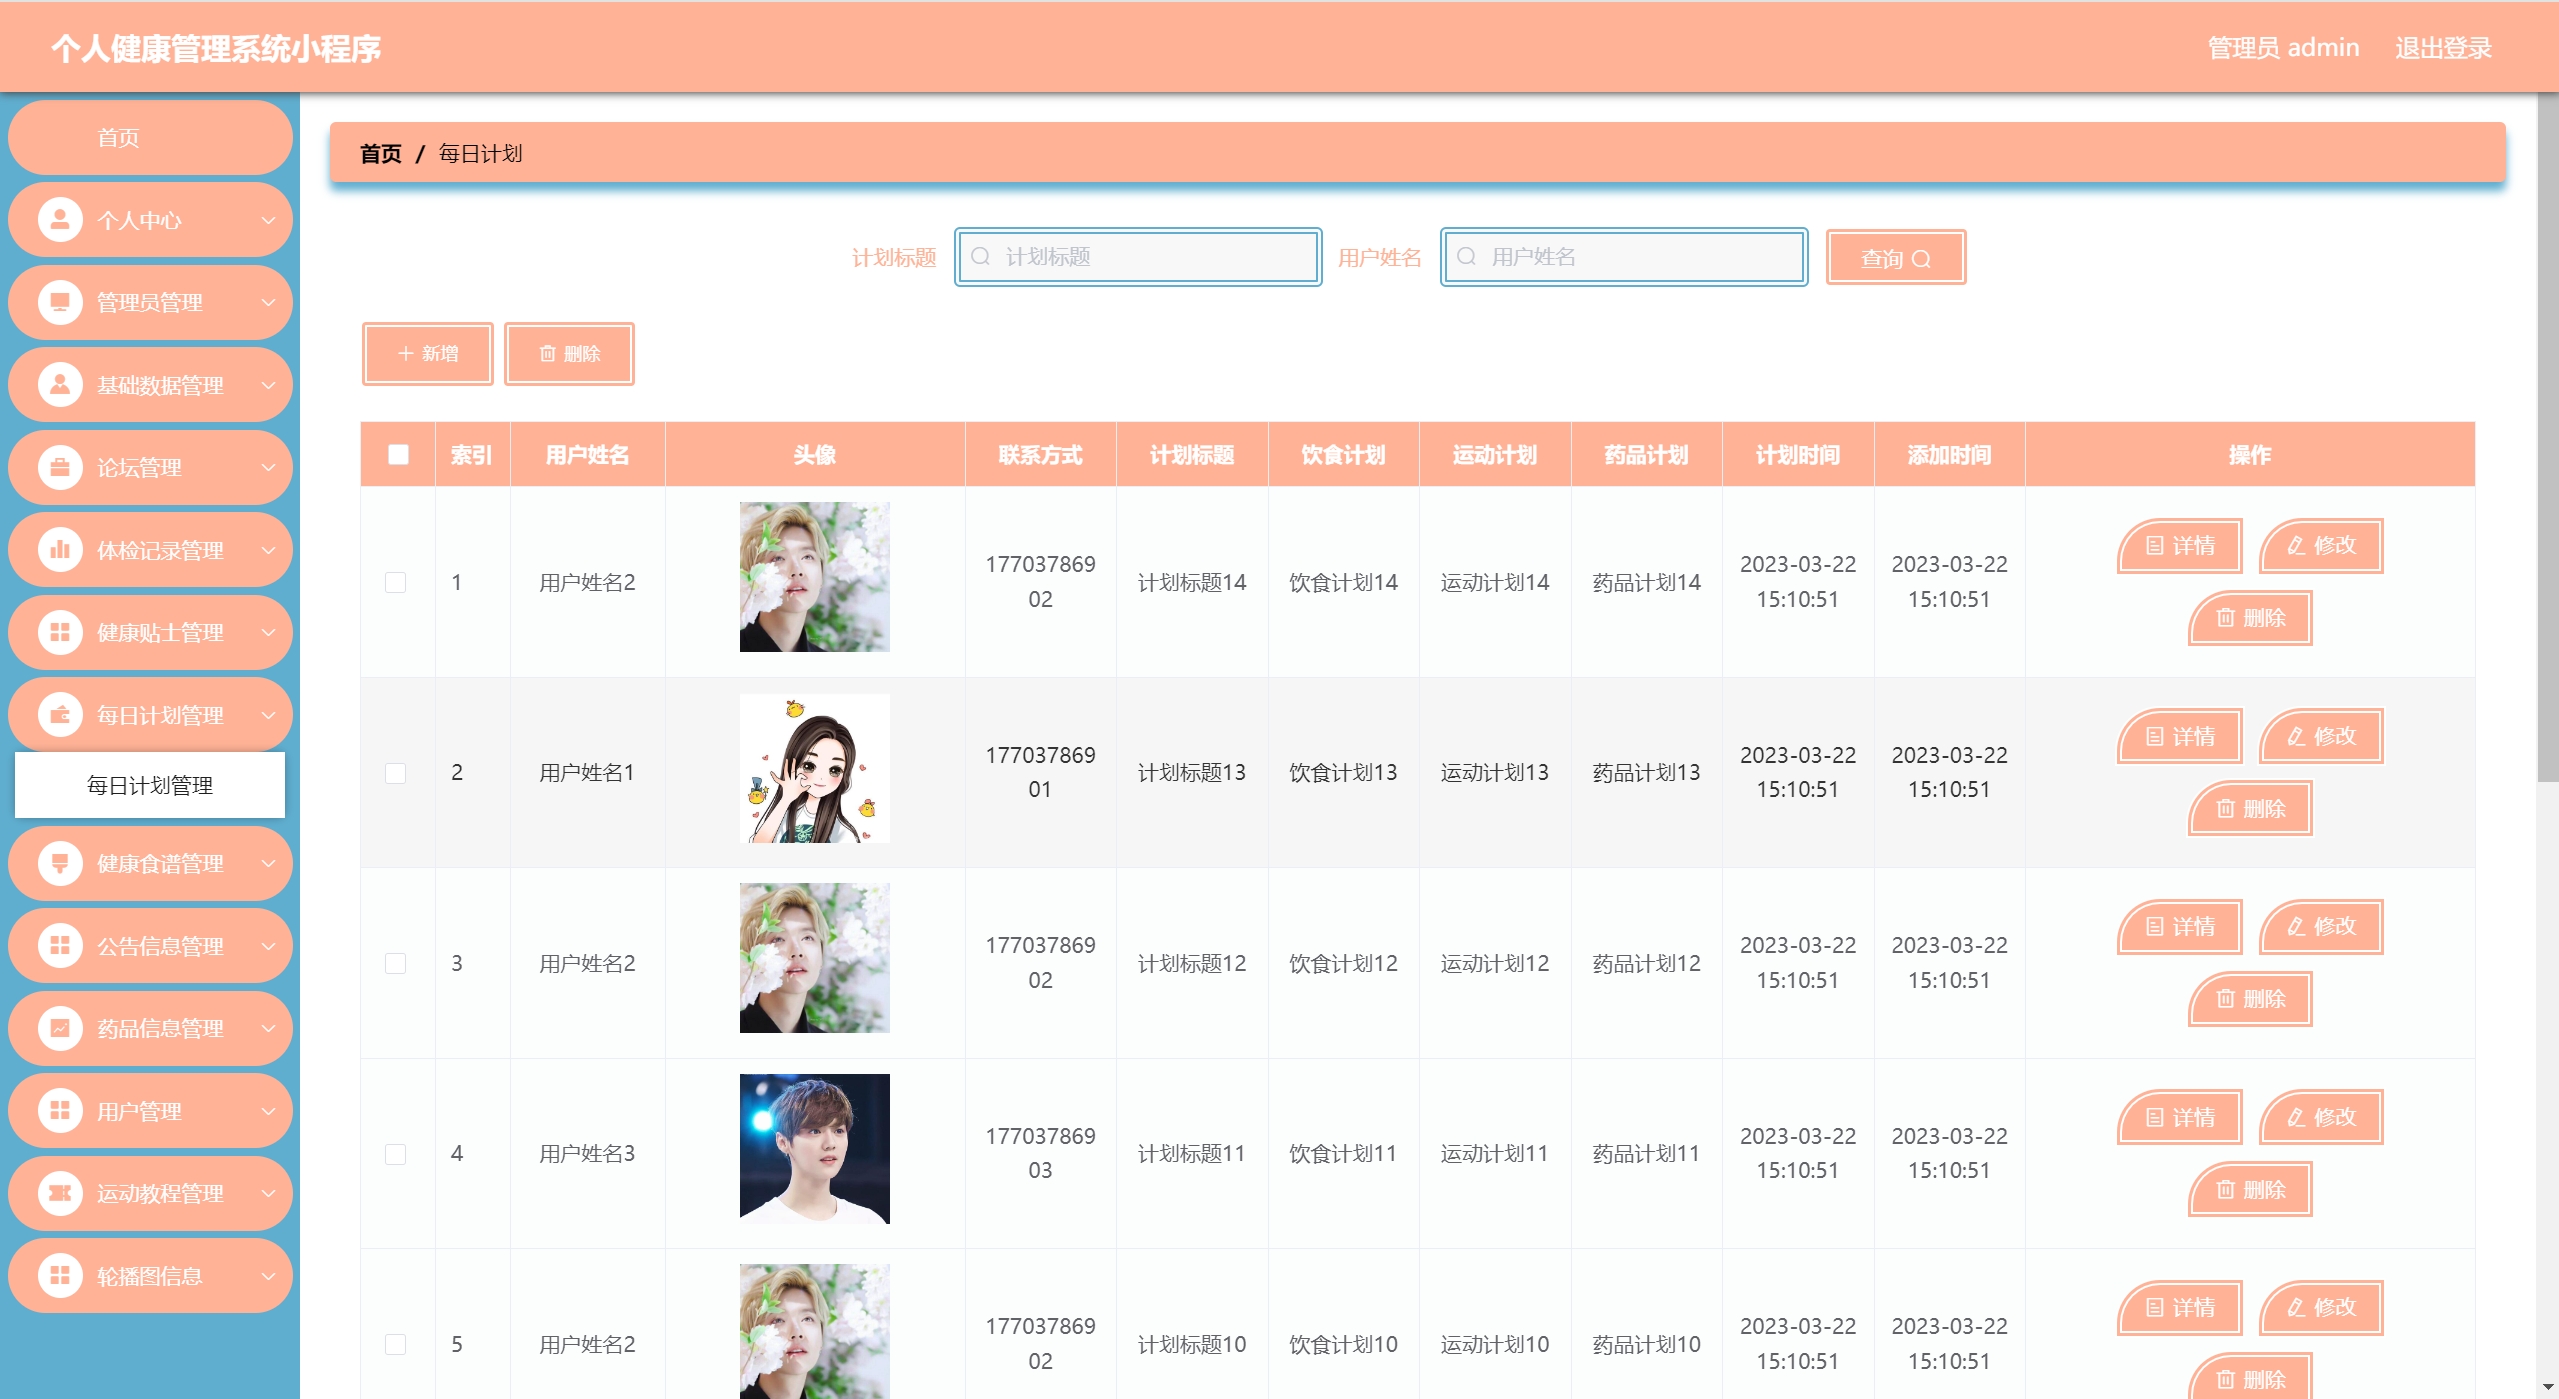 个人健康管理系统小程序
管理员 admin 退出登录
首页
个人中心
管理员管理
基础数据管理
论坛管理
体检记录管理
健康贴士管理
每日计划管理
每日计划管理
健康食谱管理
公告信息管理
药品信息管理
用户管理
运动教程管理
轮播图信息
首页 / 每日计划
计划标题 计划标题 用户姓名 用户姓名 查询
新增 删除
索引 用户姓名 头像 联系方式 计划标题 饮食计划 运动计划 药品计划 计划时间 添加时间 操作
1 用户姓名2 17703786902 计划标题14 饮食计划14 运动计划14 药品计划14 2023-03-22 15:10:51 2023-03-22 15:10:51 详情 修改 删除
2 用户姓名1 17703786901 计划标题13 饮食计划13 运动计划13 药品计划13 2023-03-22 15:10:51 2023-03-22 15:10:51 详情 修改 删除
3 用户姓名2 17703786902 计划标题12 饮食计划12 运动计划12 药品计划12 2023-03-22 15:10:51 2023-03-22 15:10:51 详情 修改 删除
4 用户姓名3 17703786903 计划标题11 饮食计划11 运动计划11 药品计划11 2023-03-22 15:10:51 2023-03-22 15:10:51 详情 修改 删除
5 用户姓名2 17703786902 计划标题10 饮食计划10 运动计划10 药品计划10 2023-03-22 15:10:51 2023-03-22 15:10:51 详情 修改 删除